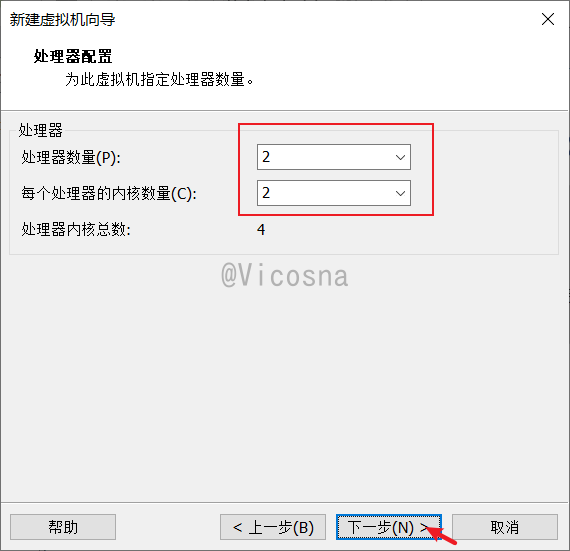 新建虚拟机向导
处理器配置
为此虚拟机指定处理器数量。
处理器
处理器数量(P):
2
每个处理器的内核数量(C):
2
处理器内核总数:
4
@Vicosna
帮助
< 上一步(B)
下一步(N) >
取消